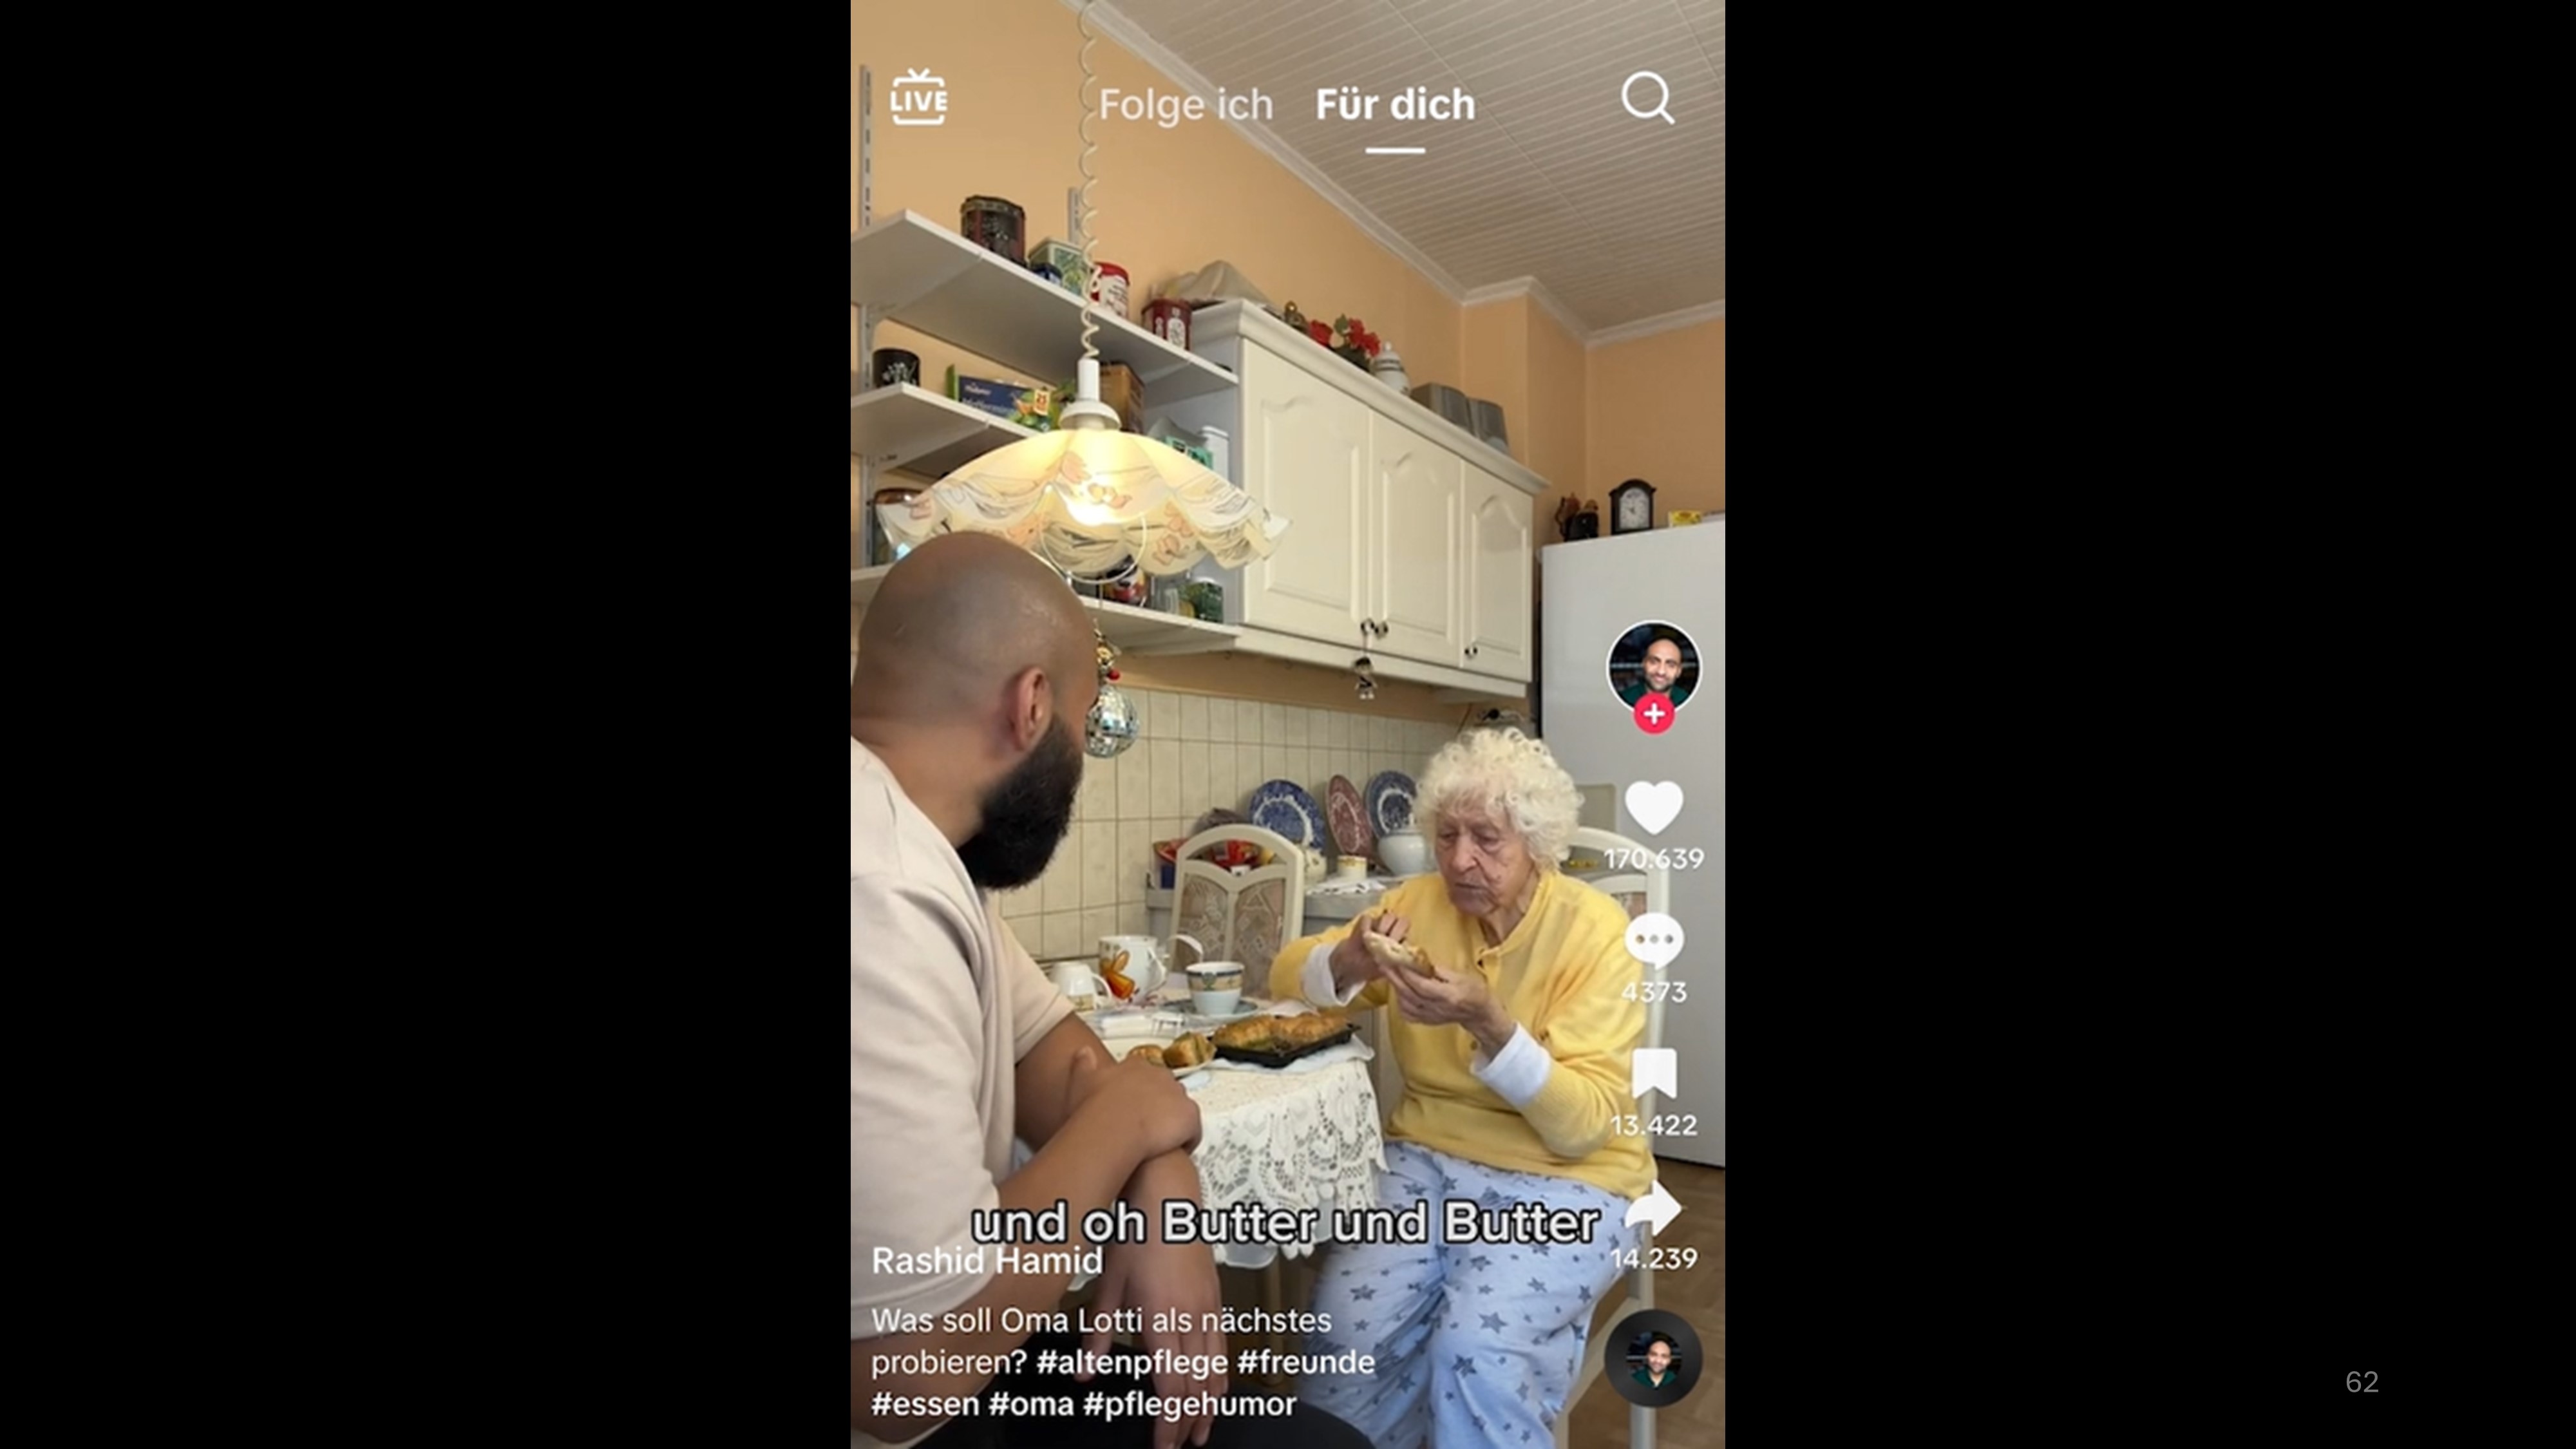 LIVE
Folge ich
Für dich
170.639
4373
13.422
und oh Butter und Butter
14.239
Rashid Hamid
Was soll Oma Lotti als nächstes
probieren? #altenpflege #freunde
#essen #oma #pflegehumor
62